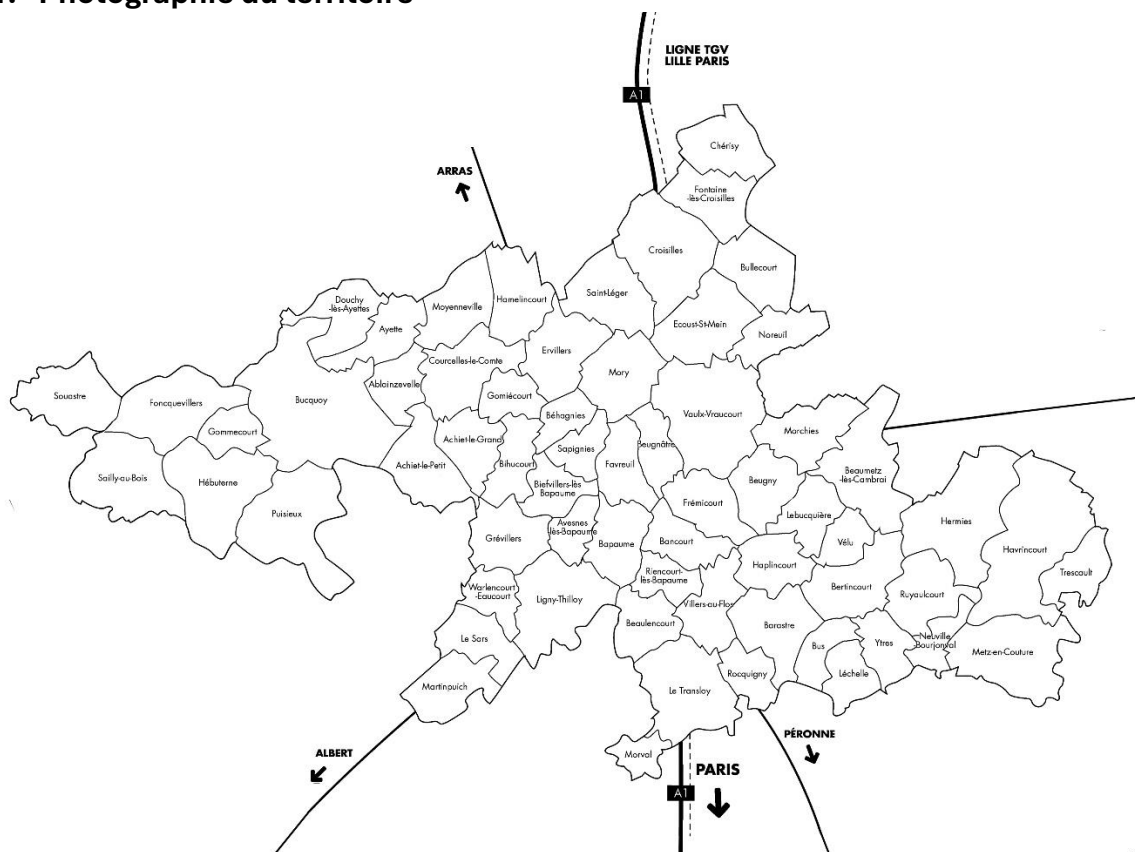 Photographie du territoire
LIGNE TGV
LILLE PARIS
A1
Chérisy
ARRAS
Fontaine
-lès-Croisilles
Croisilles
Bullecourt
Saint-Léger
Douchy
-lès-Ayettes
Moyenneville
Hamelincourt
Ayette
Ecoust-St-Mein
Noreuil
Ervillers
Courcelles-le-Comte
Mory
Ablainzevelle
Souastre
Foncquevillers
Bucquoy
Gomiécourt
Vaulx-Vraucourt
Béhagnies
Gommecourt
Morchies
Achiet-le-Grand
Beugnâtre
Sapignies
Achiet-le-Petit
Bihucourt
Favreuil
Beaumetz
-lès-Cambrai
Sailly-au-Bois
Hébuterne
Biefvillers-lès
Bapaume
Beugny
Frémicourt
Puisieux
Lebucquière
Hermies
Avesnes
-lès-Bapaume
Grévillers
Bapaume
Bancourt
Vélu
Havrincourt
Haplincourt
Riencourt-
lès-Bapaume
Trescault
Warlencourt
-Eaucourt
Ligny-Thilloy
Bertincourt
Ruyaulcourt
Villers-au-Flos
Beaulencourt
Barastre
Le Sars
Neuville
Bourjonval
Ytres
Bus
Metz-en-Couture
Rocquigny
Léchelle
Martinpuich
Le Transloy
PÉRONNE
ALBERT
Morval
PARIS
A1